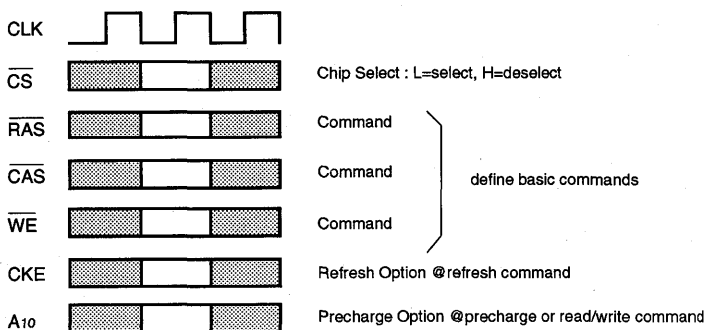 CLK
CS Chip Select : L=select, H=deselect
RAS Command
CAS Command define basic commands
WE Command
CKE Refresh Option @refresh command
A10 Precharge Option @precharge or read/write command